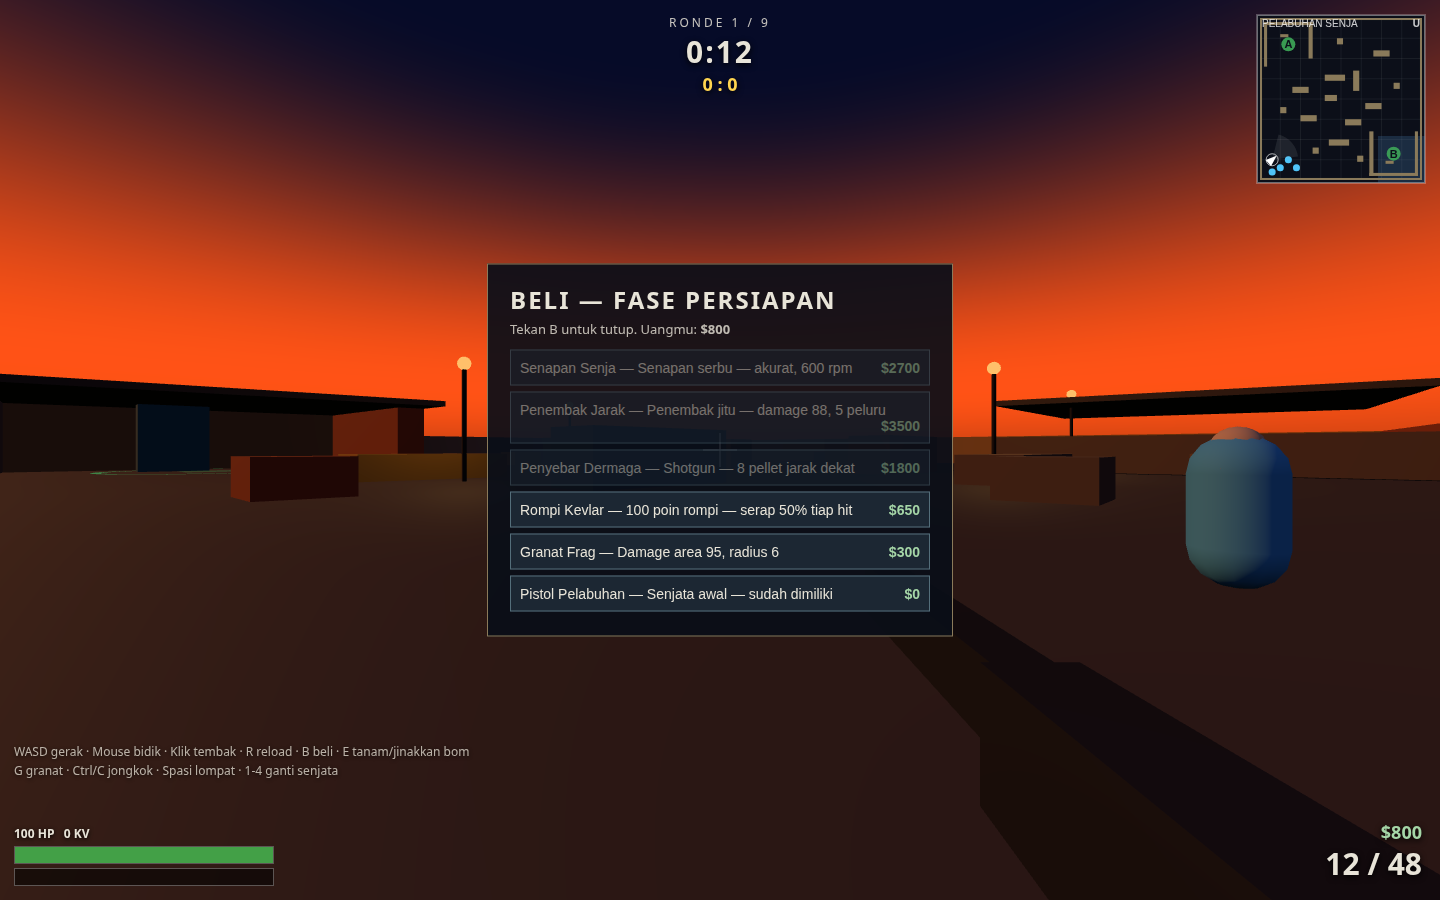 RONDE 1 / 9
0:12
0 : 0
PELABUHAN SENJA U
A
B
BELI — FASE PERSIAPAN
Tekan B untuk tutup. Uangmu: $800
Senapan Senja — Senapan serbu — akurat, 600 rpm $2700
Penembak Jarak — Penembak jitu — damage 88, 5 peluru
$3500
Penyebar Dermaga — Shotgun — 8 pellet jarak dekat $1800
Rompi Kevlar — 100 poin rompi — serap 50% tiap hit $650
Granat Frag — Damage area 95, radius 6 $300
Pistol Pelabuhan — Senjata awal — sudah dimiliki $0
WASD gerak · Mouse bidik · Klik tembak · R reload · B beli · E tanam/jinakkan bom
G granat · Ctrl/C jongkok · Spasi lompat · 1-4 ganti senjata
100 HP 0 KV
$800
12 / 48